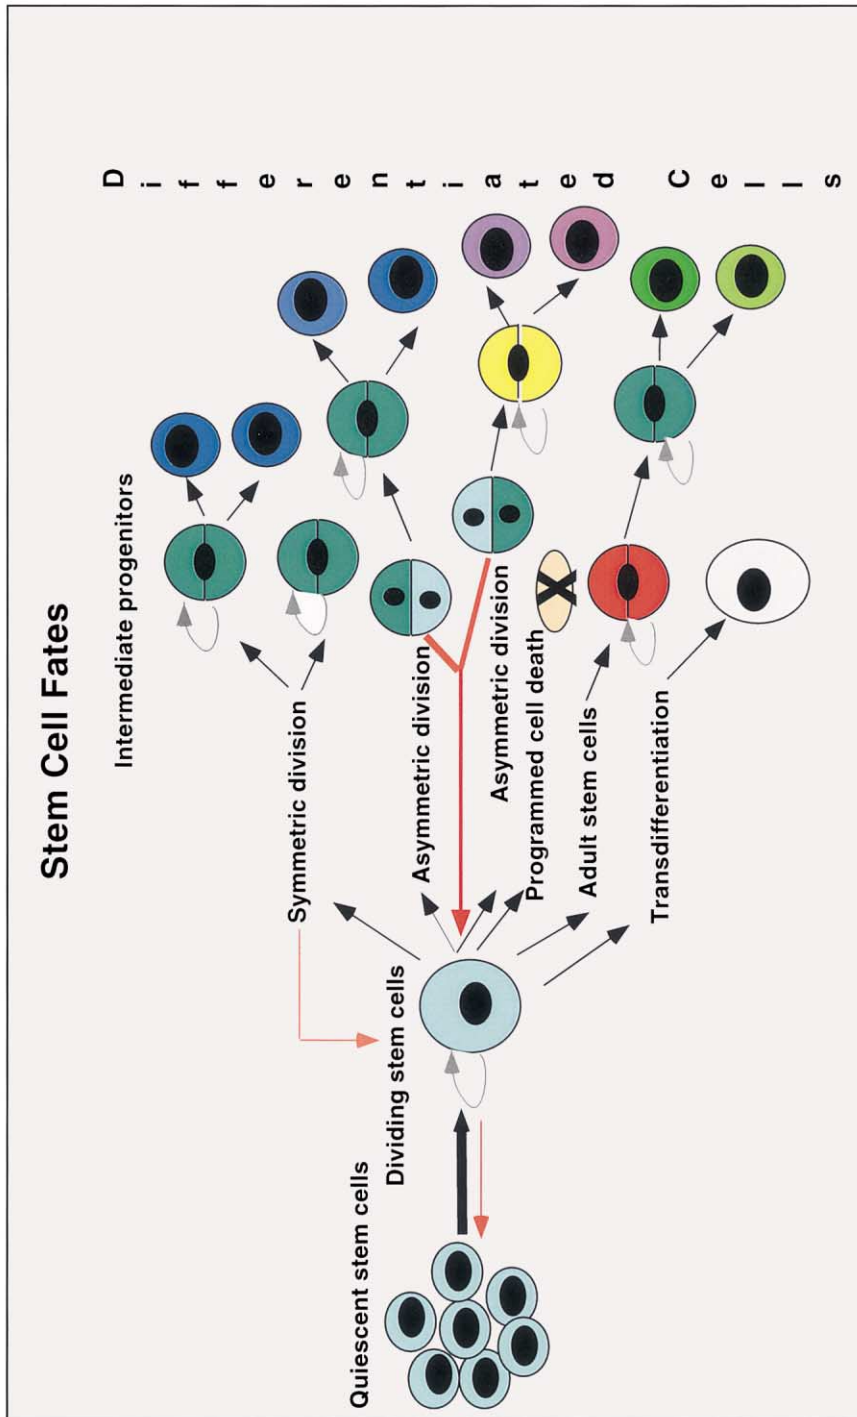 Stem Cell Fates
Quiescent stem cells
Dividing stem cells
Symmetric division
Intermediate progenitors
Asymmetric division
Asymmetric division
Programmed cell death
X
Adult stem cells
Transdifferentiation
Differentiated Cells